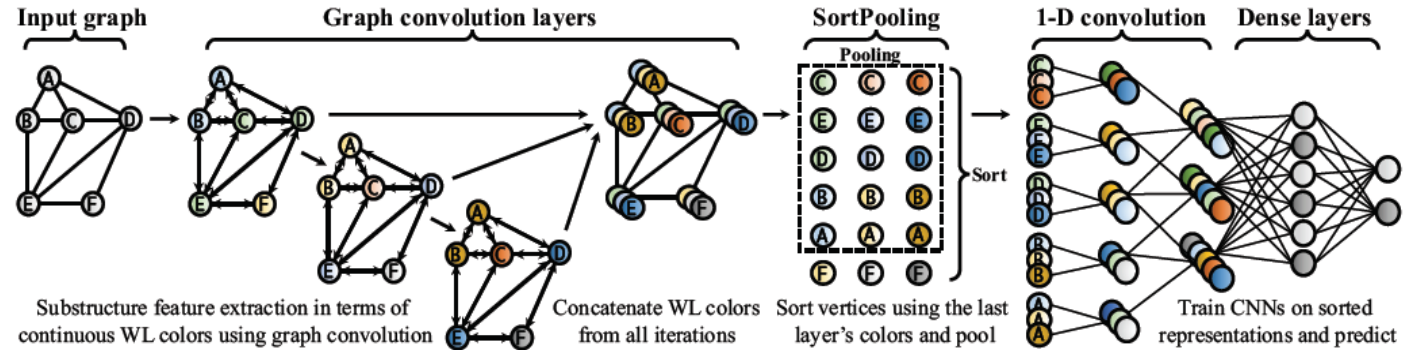 Input graph
Graph convolution layers
SortPooling
1-D convolution
Dense layers
Pooling
A
B C D
E F
A
B C D
E F
A
B C D
E F
A
B C D
E F
A
B C D
E F
C C C
E E E
D D D
B B B
A A A
F F F
Sort
C
C
C
E
E
E
D
D
D
B
B
B
A
A
A
Substructure feature extraction in terms of
continuous WL colors using graph convolution
Concatenate WL colors
from all iterations
Sort vertices using the last
layer's colors and pool
Train CNNs on sorted
representations and predict